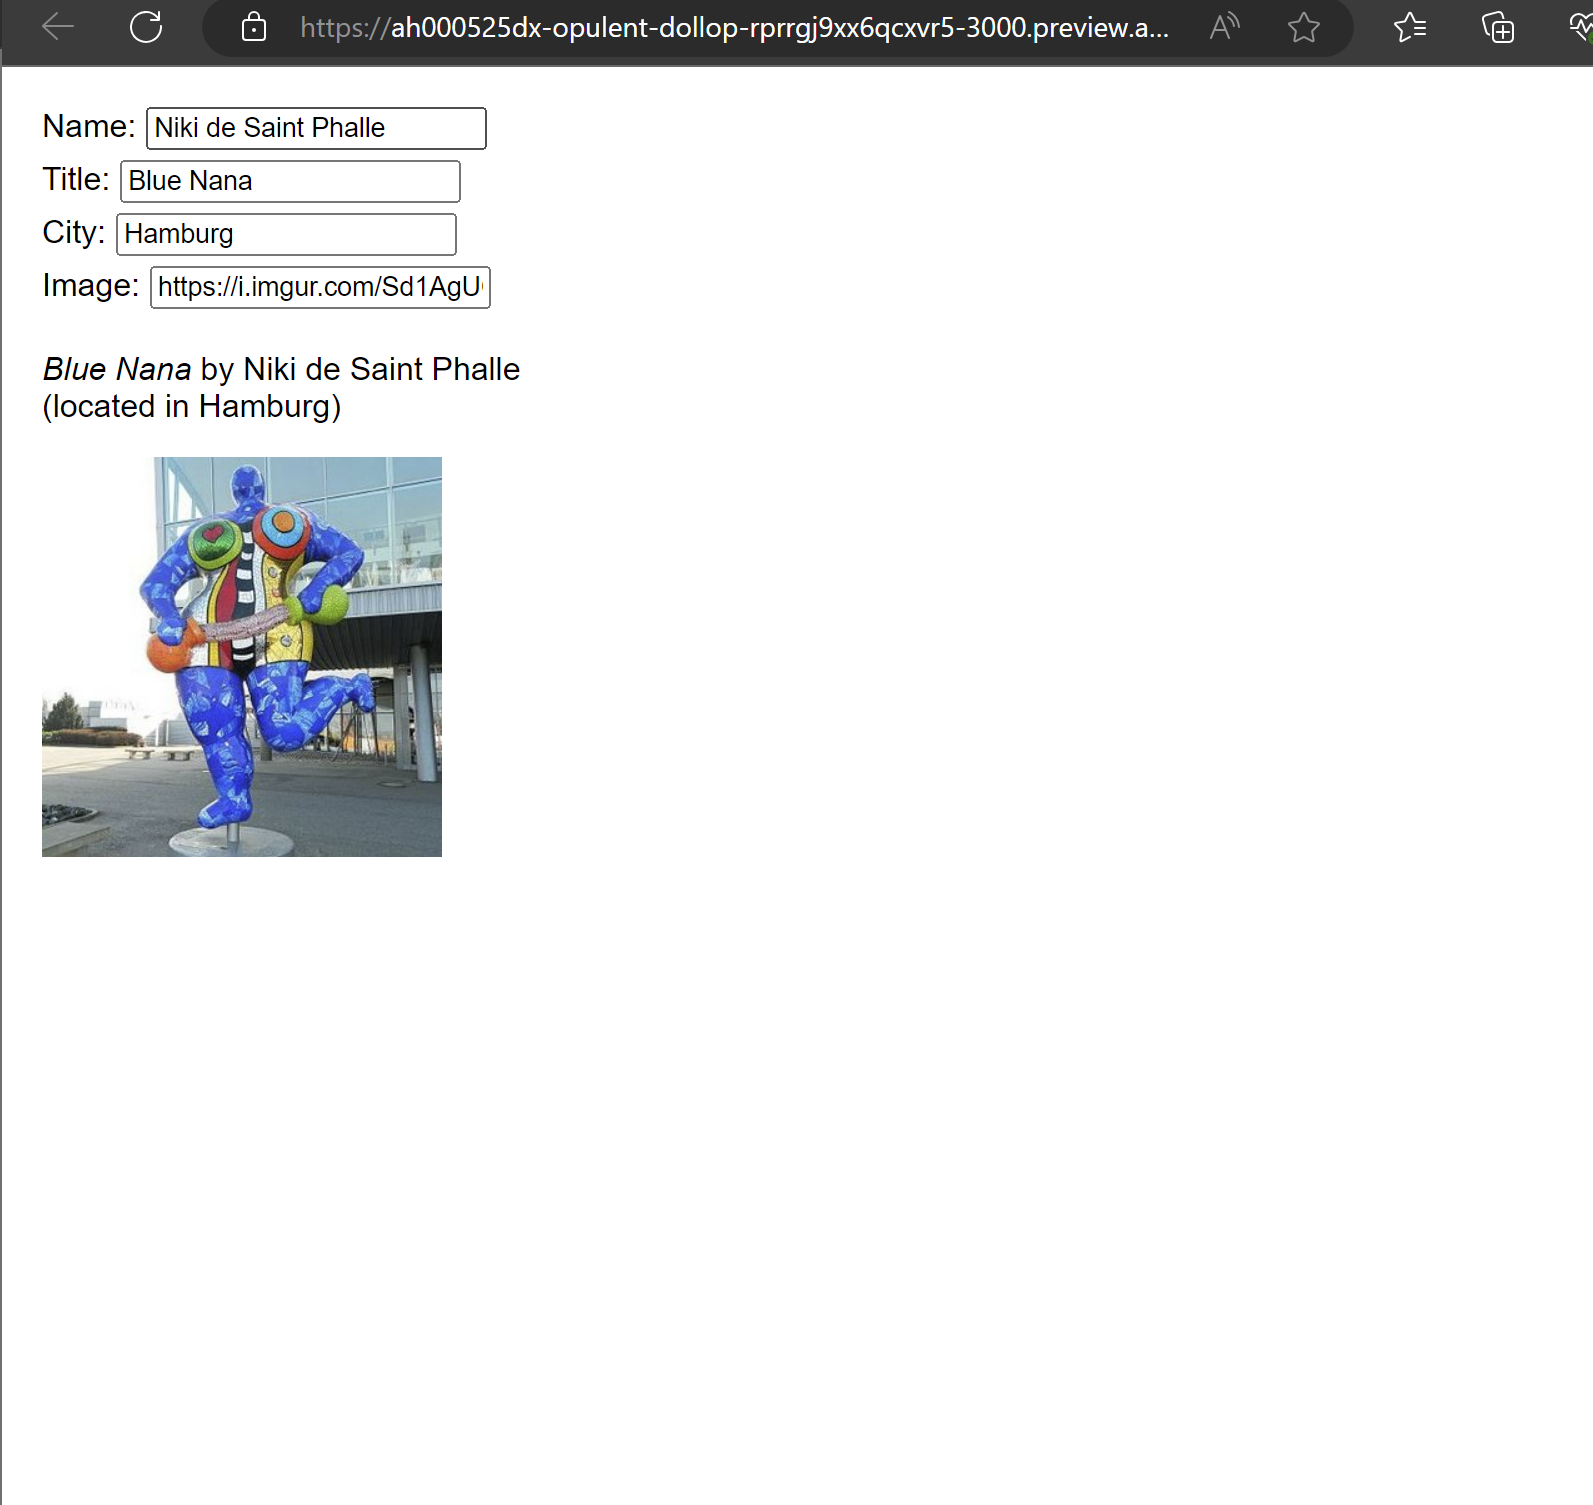 https://ah000525dx-opulent-dollop-rprrgj9xx6qcxvr5-3000.preview.a...
Name: Niki de Saint Phalle
Title: Blue Nana
City: Hamburg
Image: https://i.imgur.com/Sd1AgU
Blue Nana by Niki de Saint Phalle
(located in Hamburg)